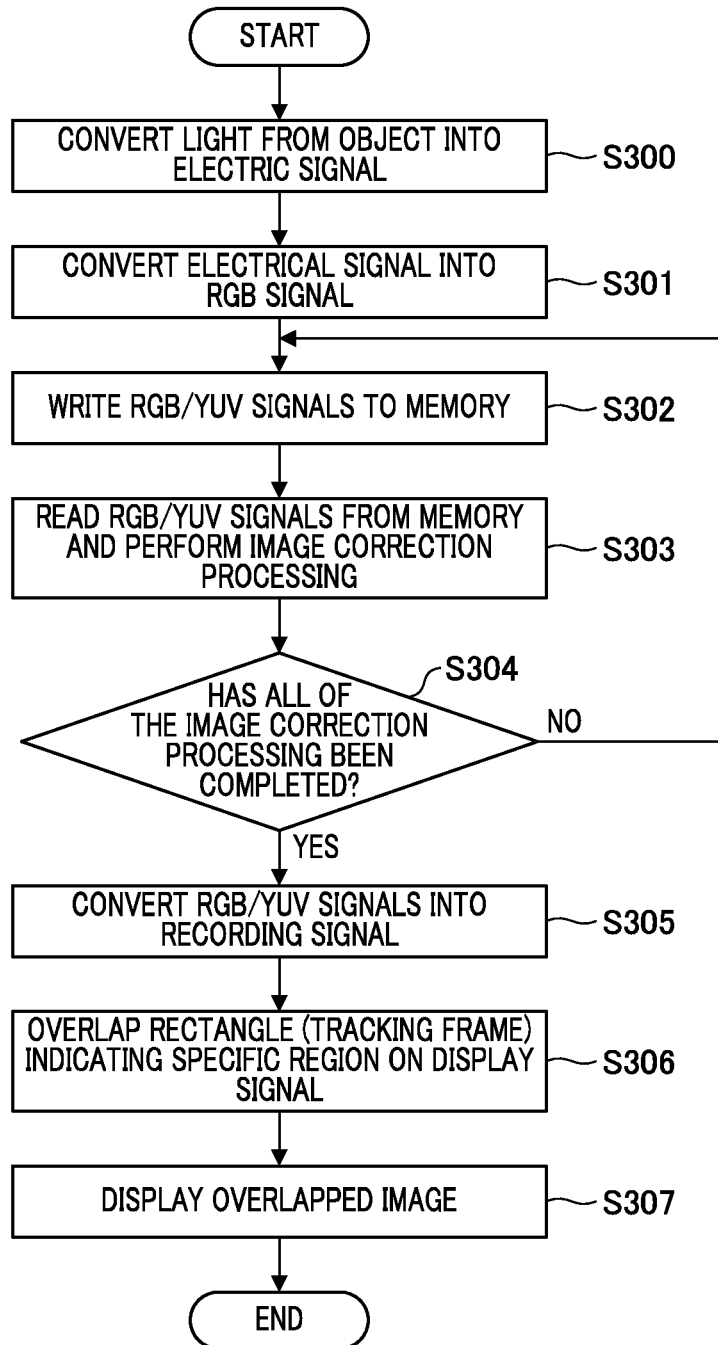 START
CONVERT LIGHT FROM OBJECT INTO
ELECTRIC SIGNAL
S300
CONVERT ELECTRICAL SIGNAL INTO
RGB SIGNAL
S301
WRITE RGB/YUV SIGNALS TO MEMORY
S302
READ RGB/YUV SIGNALS FROM MEMORY
AND PERFORM IMAGE CORRECTION
PROCESSING
S303
S304
HAS ALL OF
THE IMAGE CORRECTION
PROCESSING BEEN
COMPLETED?
NO
YES
CONVERT RGB/YUV SIGNALS INTO
RECORDING SIGNAL
S305
OVERLAP RECTANGLE (TRACKING FRAME)
INDICATING SPECIFIC REGION ON DISPLAY
SIGNAL
S306
DISPLAY OVERLAPPED IMAGE
S307
END